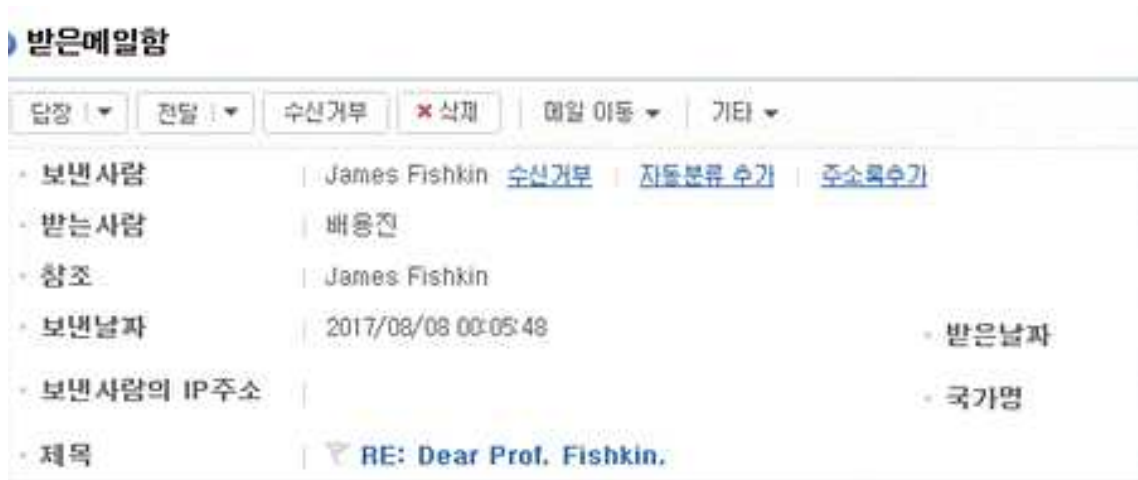 받은메일함
답장 전달 수신거부 삭제 메일 이동 기타
보낸사람 James Fishkin 수신거부 자동분류 추가 주소록추가
받는사람 배용진
참조 James Fishkin
보낸날짜 2017/08/08 00:05:48 받은날짜
보낸사람의 IP주소 국가명
제목 RE: Dear Prof. Fishkin.